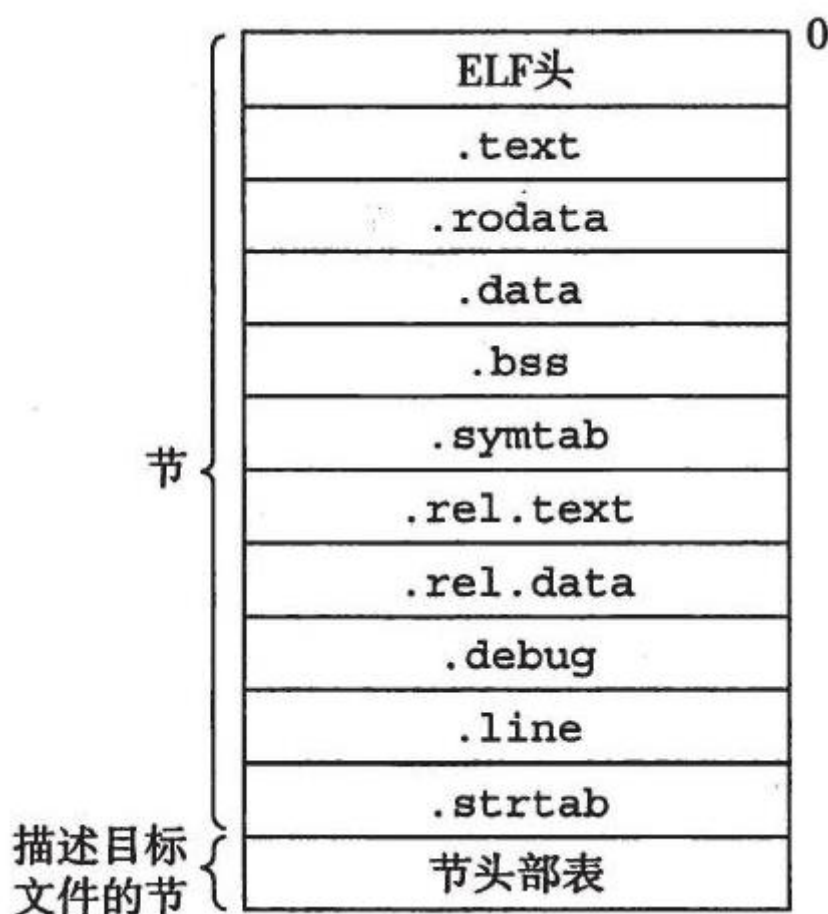 0
ELF头
.text
.rodata
.data
.bss
.symtab
节
.rel.text
.rel.data
.debug
.line
.strtab
描述目标
文件的节
节头部表